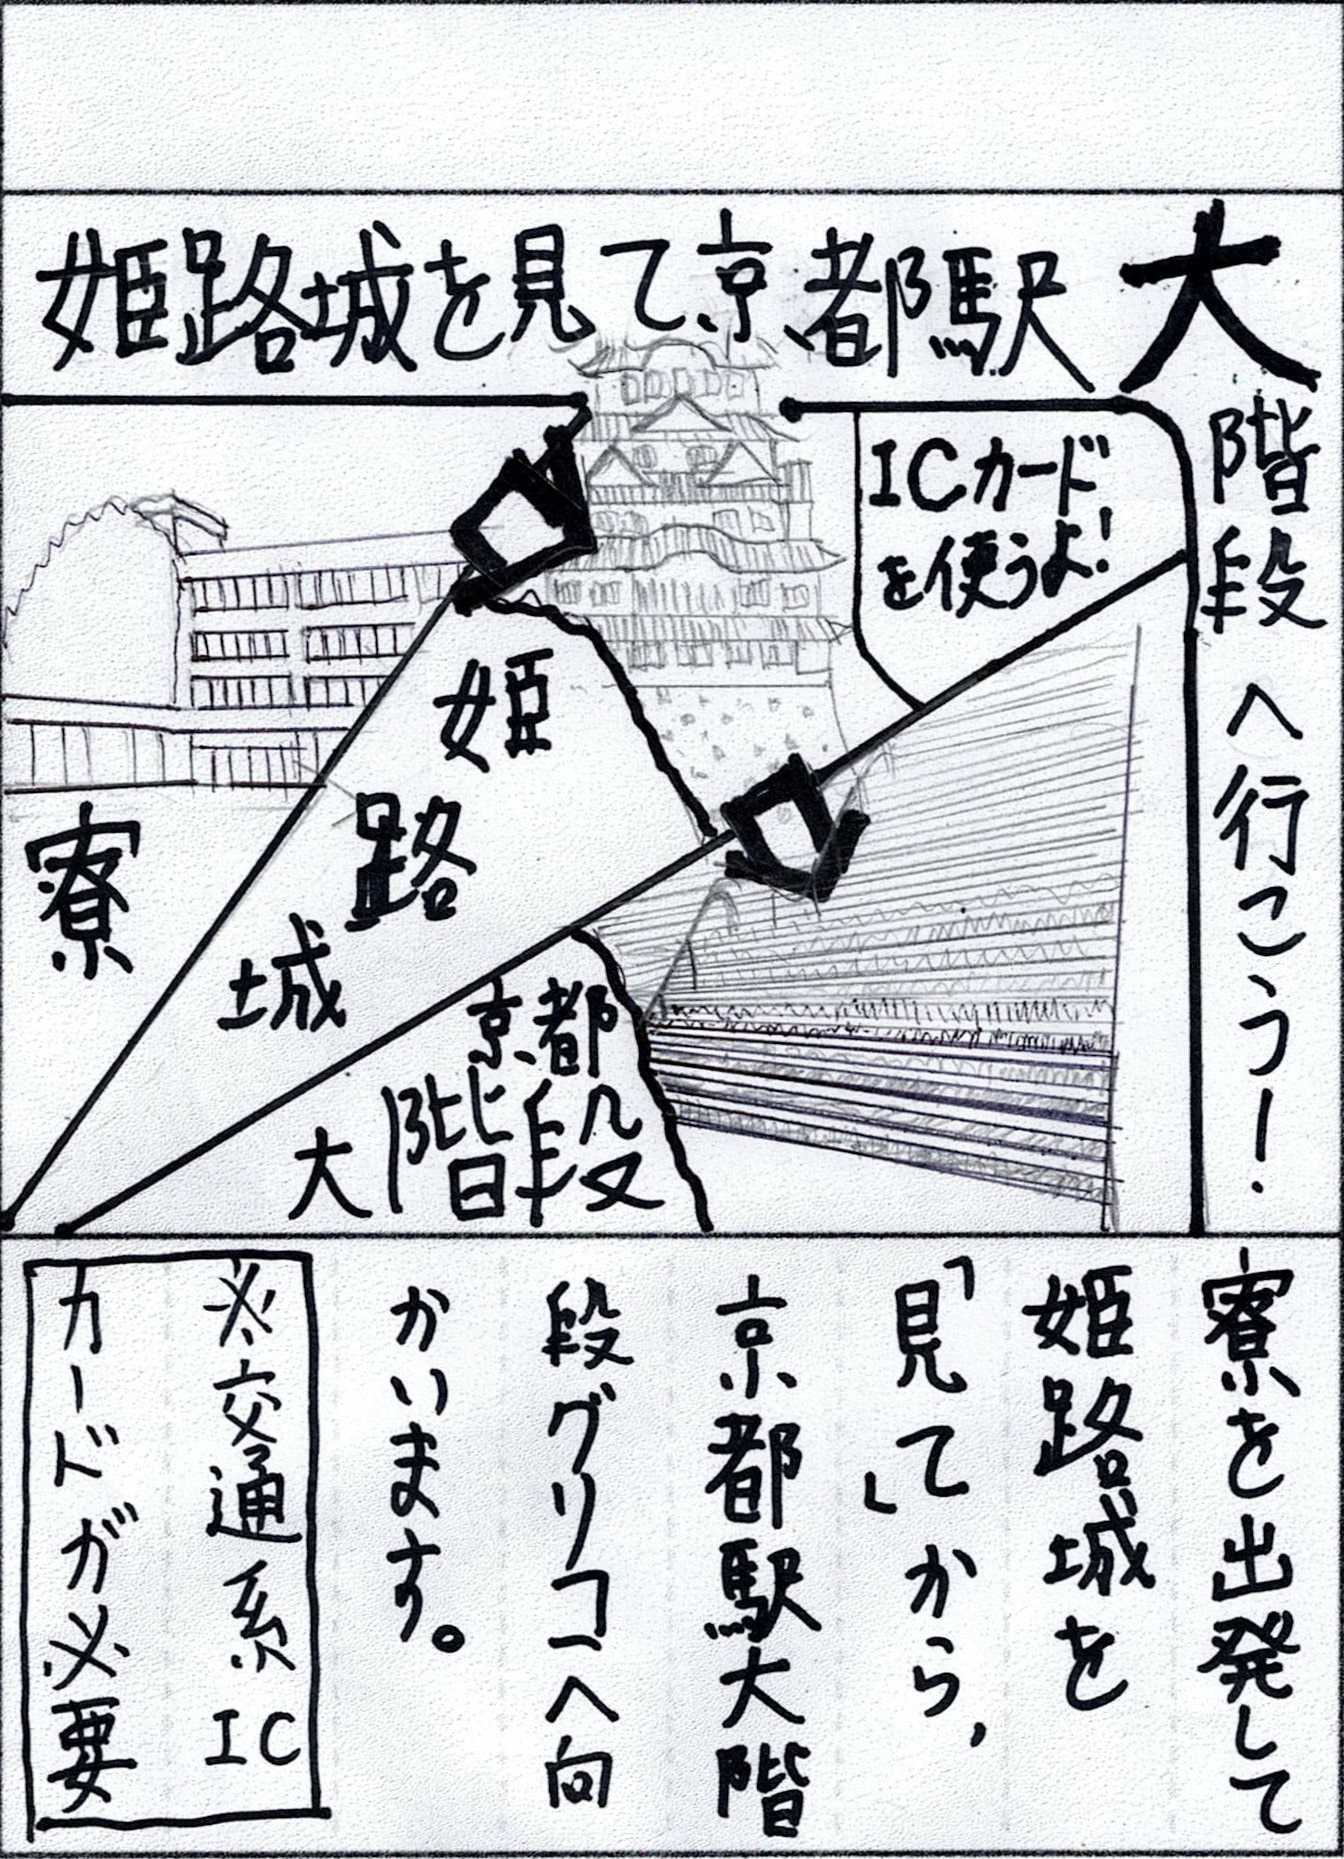 姫路城を見て京都駅大
階段へ行こう!
ICカード
を使うよ!
寮
姫
路
城
京都
大階段
寮を出発して
姫路城を
「見て」から,
京都駅大階
段グリコへ向
かいます。
※交通系IC
カードが必要